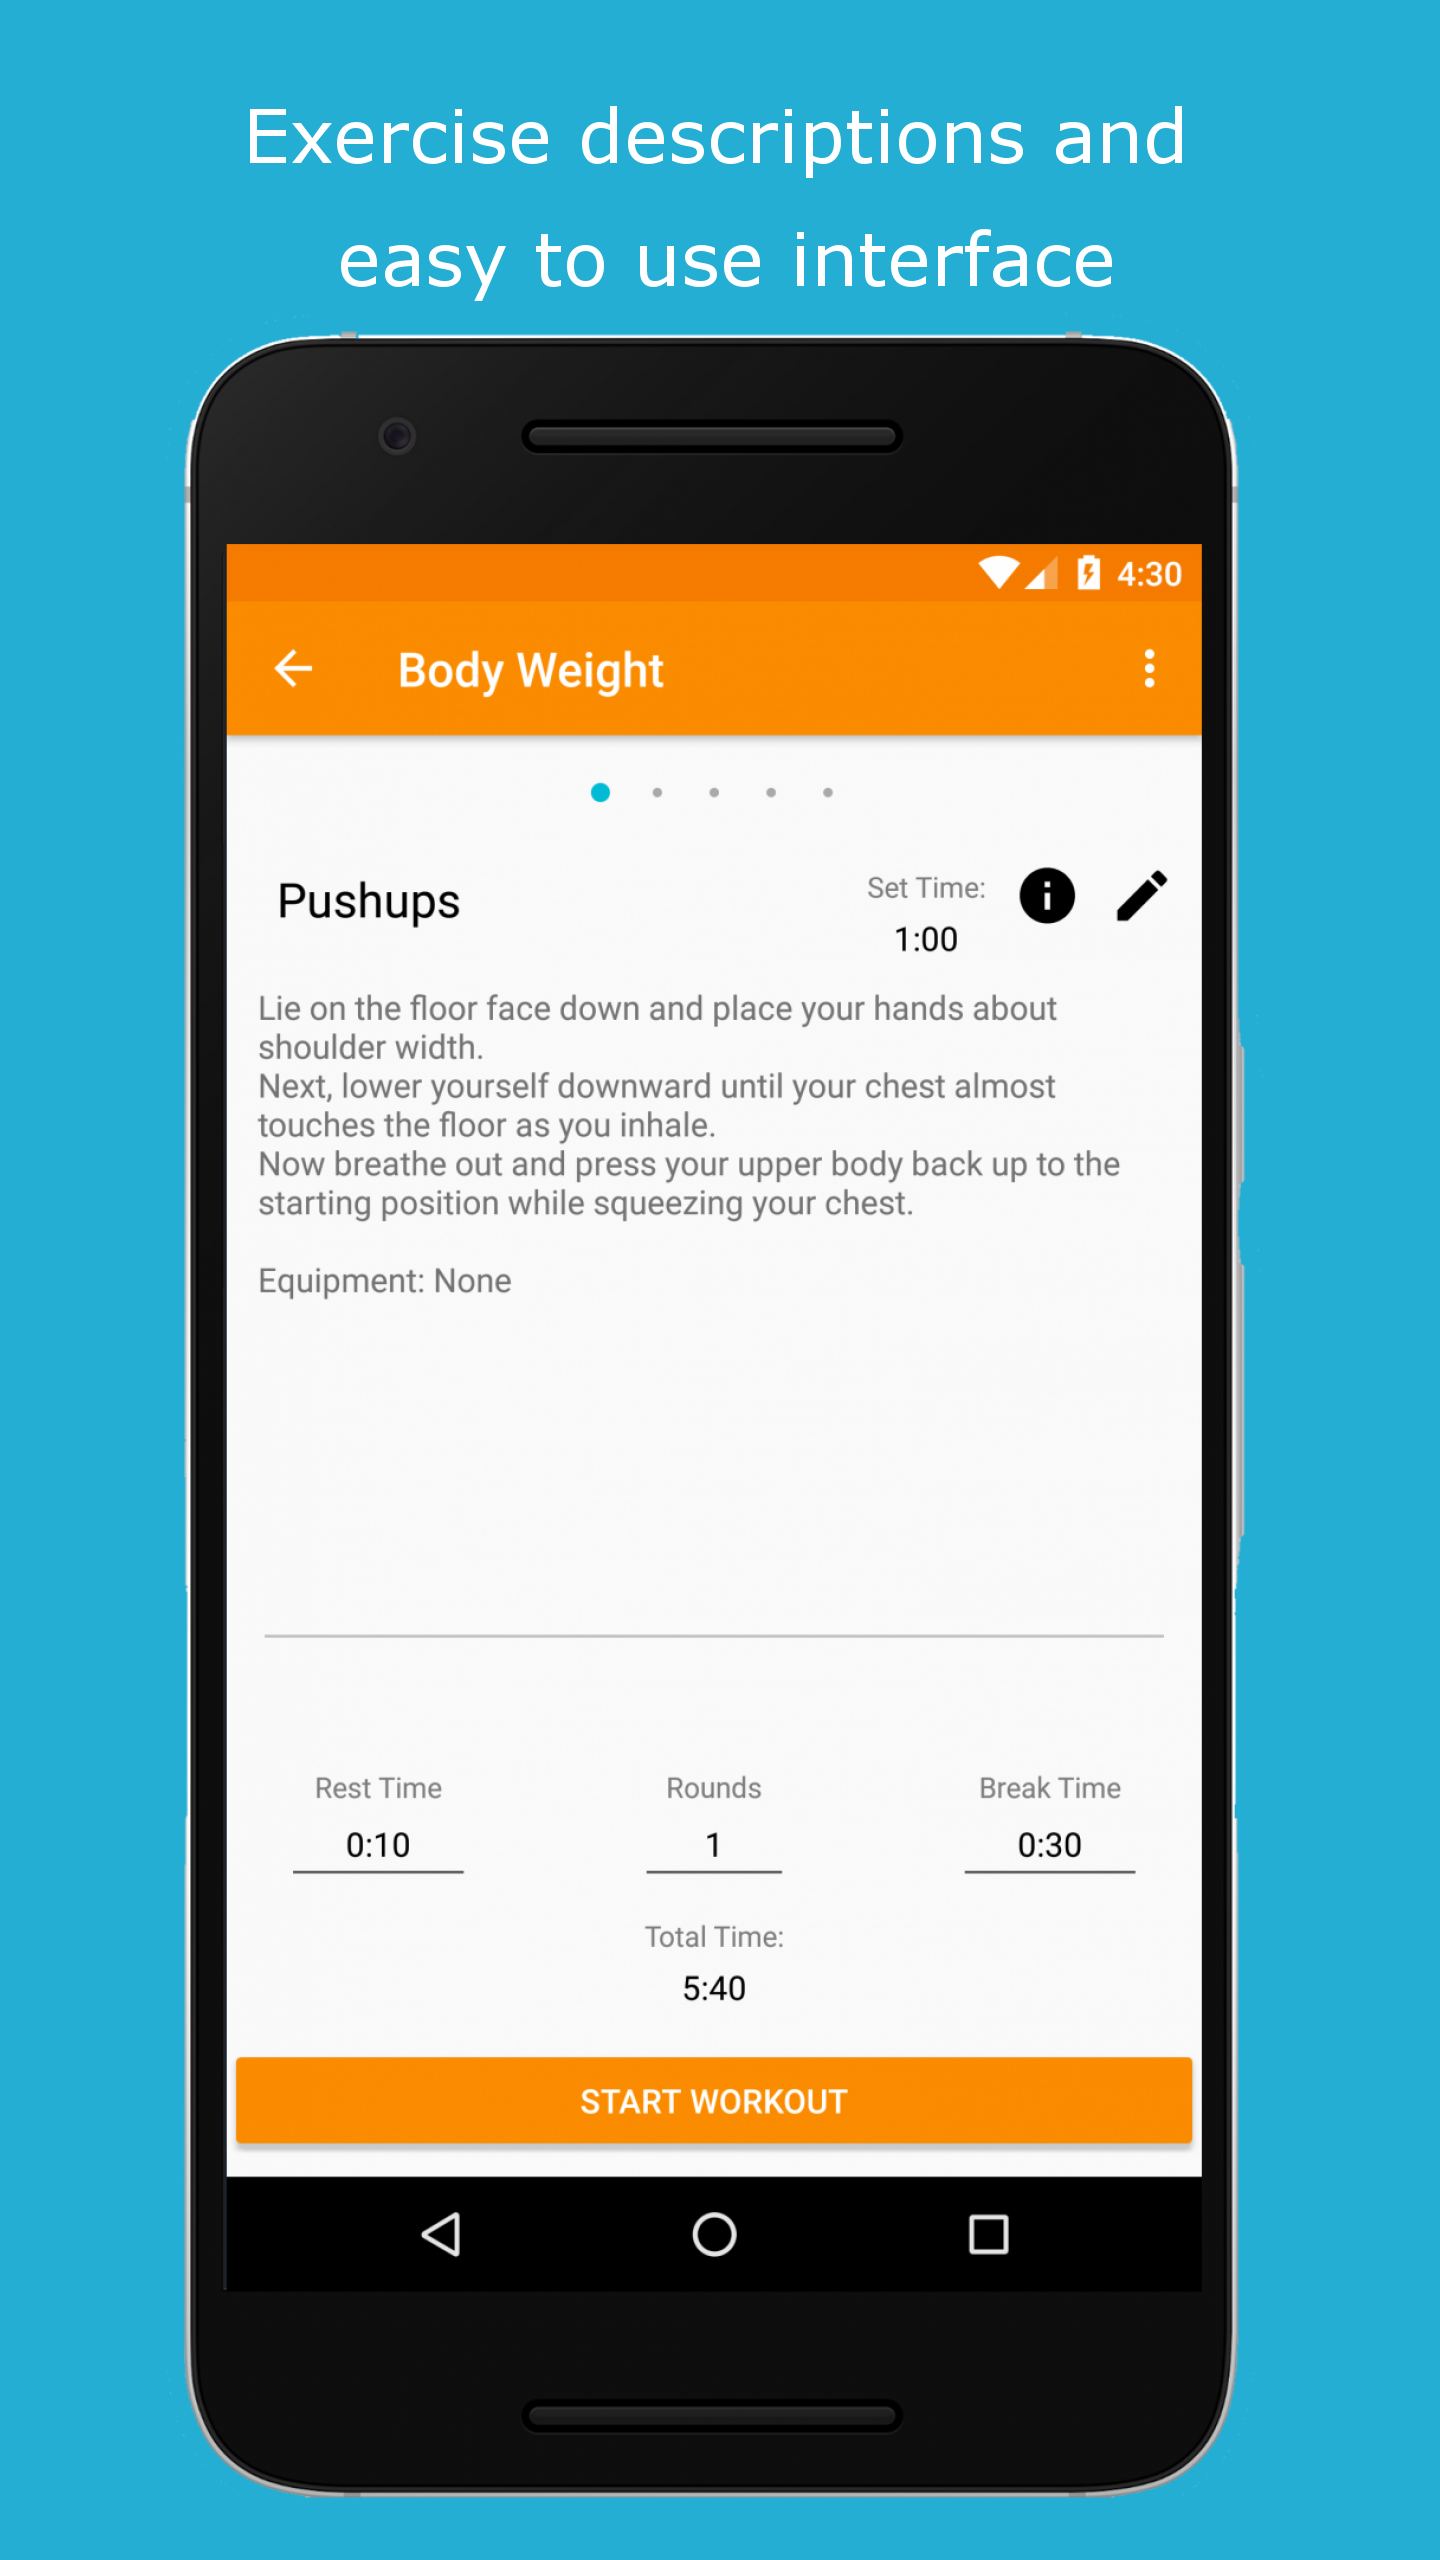 Exercise descriptions and
easy to use interface
4:30
Body Weight
Pushups
Set Time:
1:00
Lie on the floor face down and place your hands about
shoulder width.
Next, lower yourself downward until your chest almost
touches the floor as you inhale.
Now breathe out and press your upper body back up to the
starting position while squeezing your chest.
Equipment: None
Rest Time
Rounds
Break Time
0:10
1
0:30
Total Time:
5:40
START WORKOUT